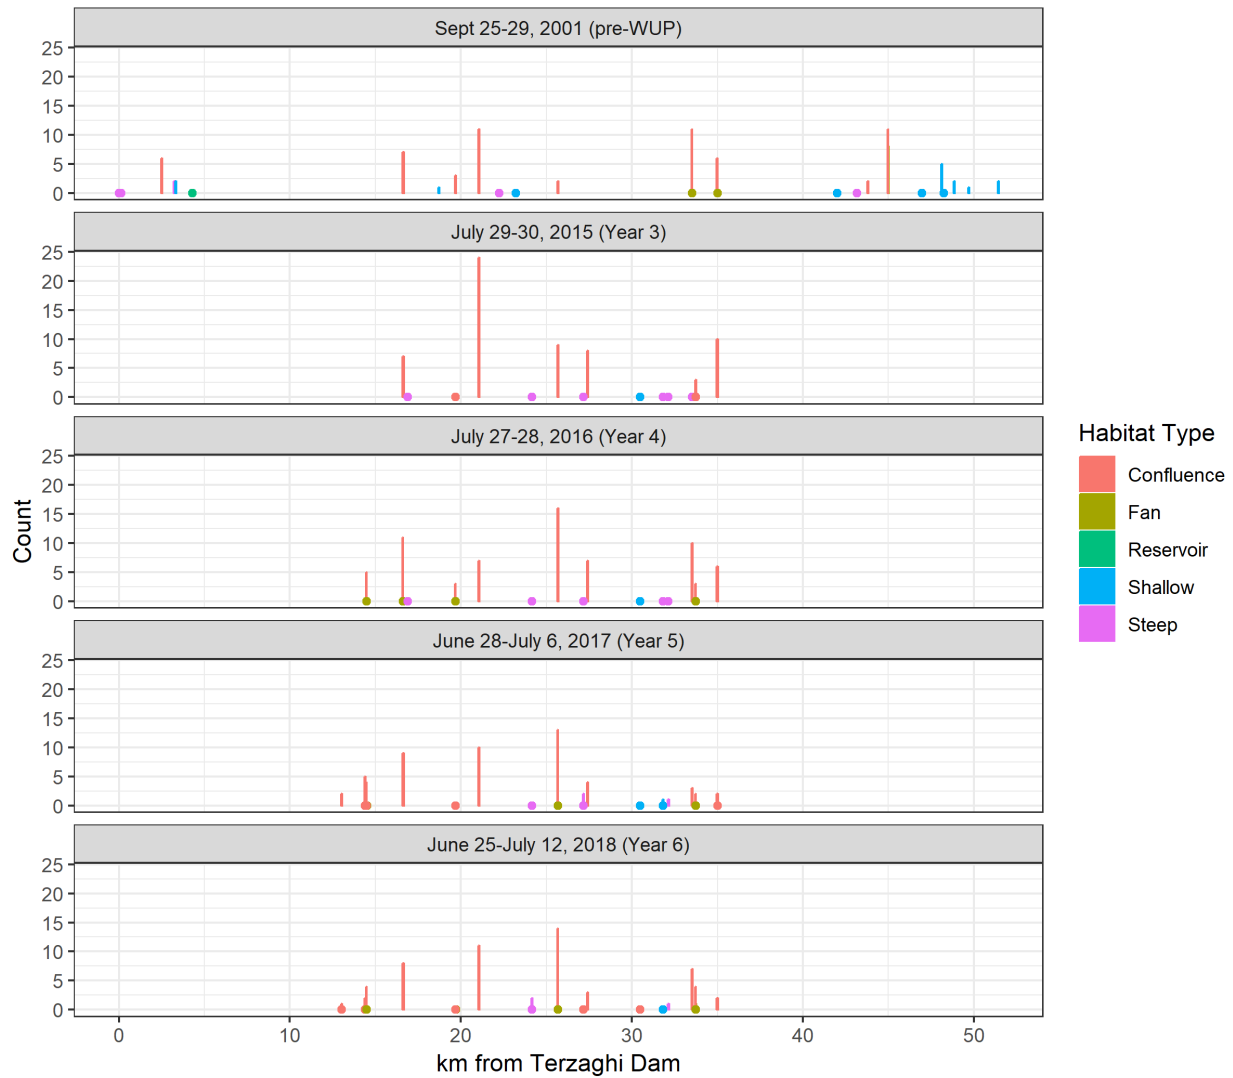 Sept 25-29, 2001 (pre-WUP)
25
20
15
10
5
0
July 29-30, 2015 (Year 3)
25
20
15
10
5
0
July 27-28, 2016 (Year 4)
25
20
15
10
5
0
June 28-July 6, 2017 (Year 5)
25
20
15
10
5
0
June 25-July 12, 2018 (Year 6)
25
20
15
10
5
0
Count
0 10 20 30 40 50
km from Terzaghi Dam
Habitat Type
Confluence
Fan
Reservoir
Shallow
Steep